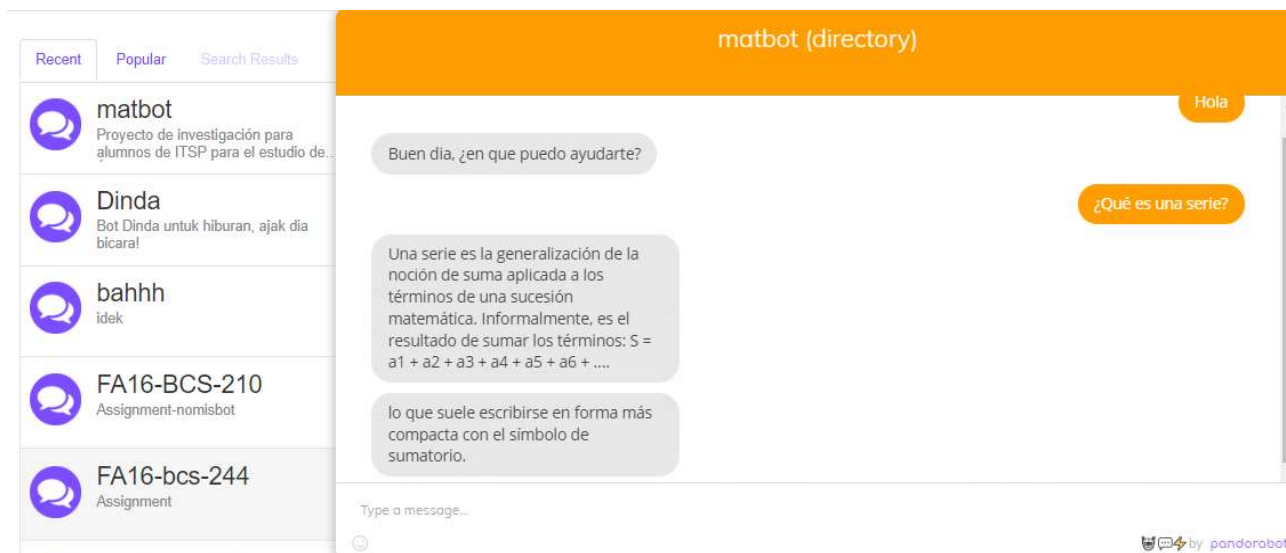 Recent Popular Search Results
matbot
Proyecto de investigación para
alumnos de ITSP para el estudio de..
Dinda
Bot Dinda untuk hiburan, ajak dia
bicara!
bahhh
idek
FA16-BCS-210
Assignment-nomisbot
FA16-bcs-244
Assignment
matbot (directory)
Hola
Buen dia, ¿en que puedo ayudarte?
¿Qué es una serie?
Una serie es la generalización de la
noción de suma aplicada a los
términos de una sucesión
matemática. Informalmente, es el
resultado de sumar los términos: S =
a1 + a2 + a3 + a4 + a5 + a6 + ....
lo que suele escribirse en forma más
compacta con el símbolo de
sumatorio.
Type a message...
by pandorabot